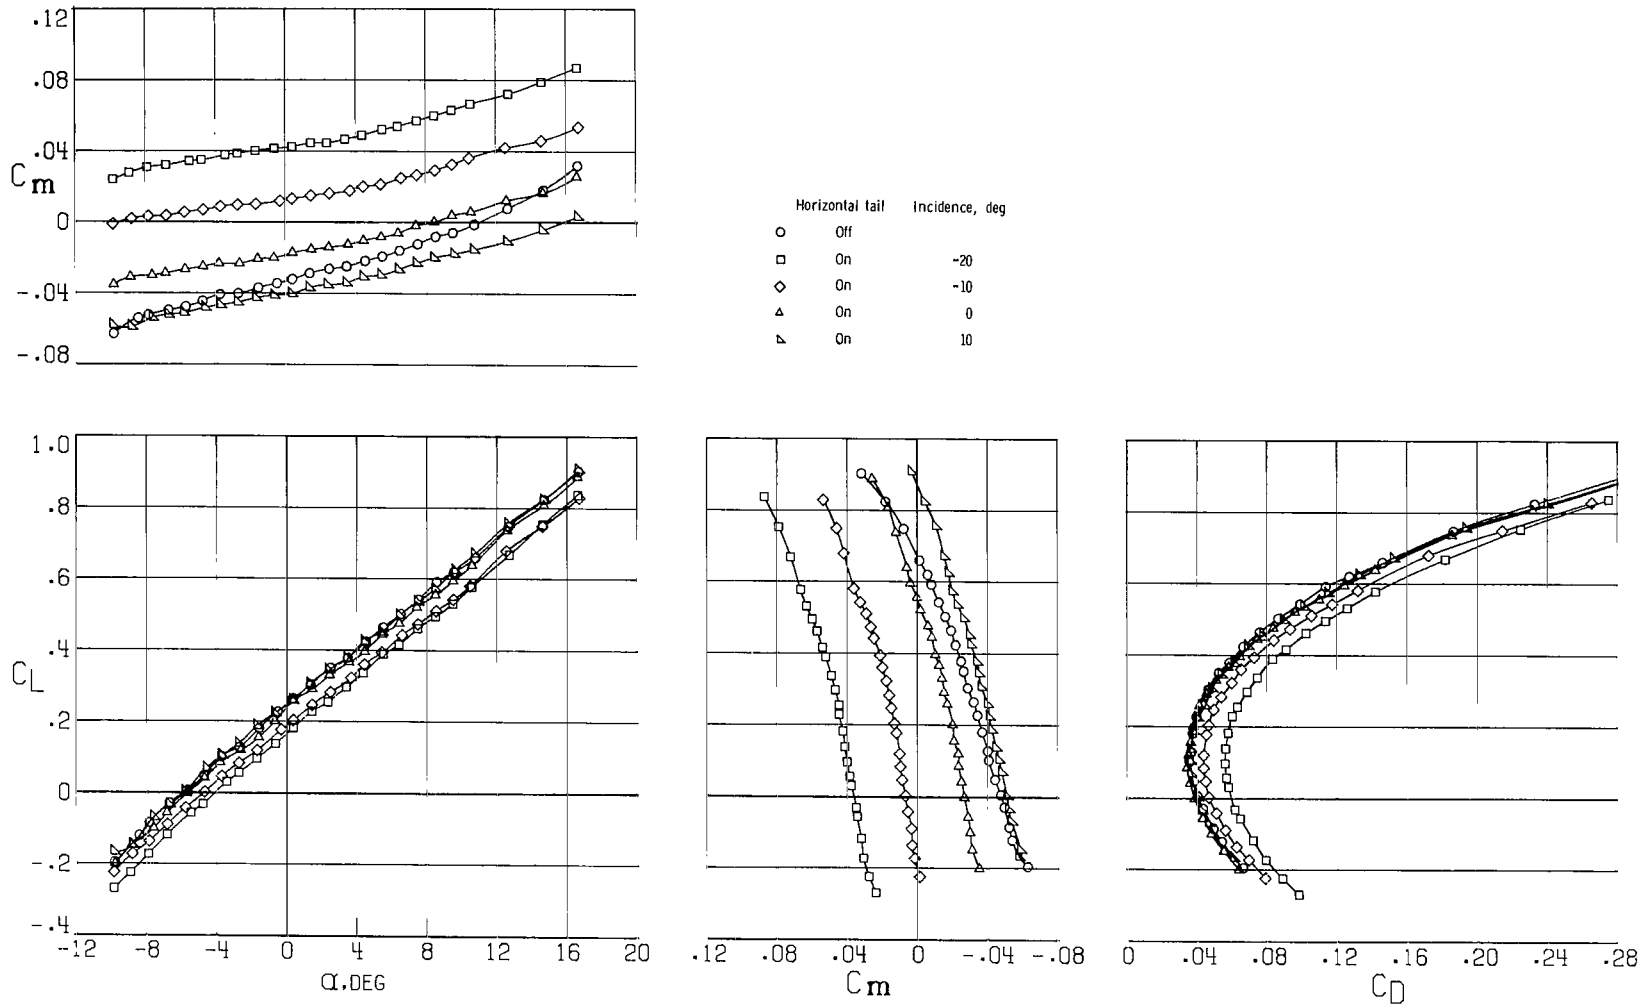 .12
.08
.04
Cm
0
-.04
-.08
Horizontal tail Incidence, deg
Off
On -20
On -10
On 0
On 10
1.0
.8
.6
.4
CL
.2
0
-.2
-.4
-12 -8 -4 0 4 8 12 16 20
α,DEG
.12 .08 .04 0 -.04 -.08
Cm
0 .04 .08 .12 .16 .20 .24 .28
CD